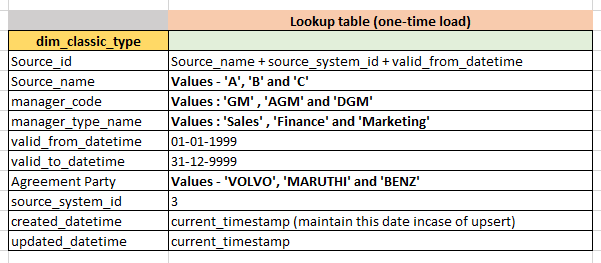 Lookup table (one-time load)
dim_classic_type
Source_id Source_name + source_system_id + valid_from_datetime
Source_name Values - 'A', 'B' and 'C'
manager_code Values : 'GM' , 'AGM' and 'DGM'
manager_type_name Values : 'Sales' , 'Finance' and 'Marketing'
valid_from_datetime 01-01-1999
valid_to_datetime 31-12-9999
Agreement Party Values - 'VOLVO', 'MARUTHI' and 'BENZ'
source_system_id 3
created_datetime current_timestamp (maintain this date incase of upsert)
updated_datetime current_timestamp